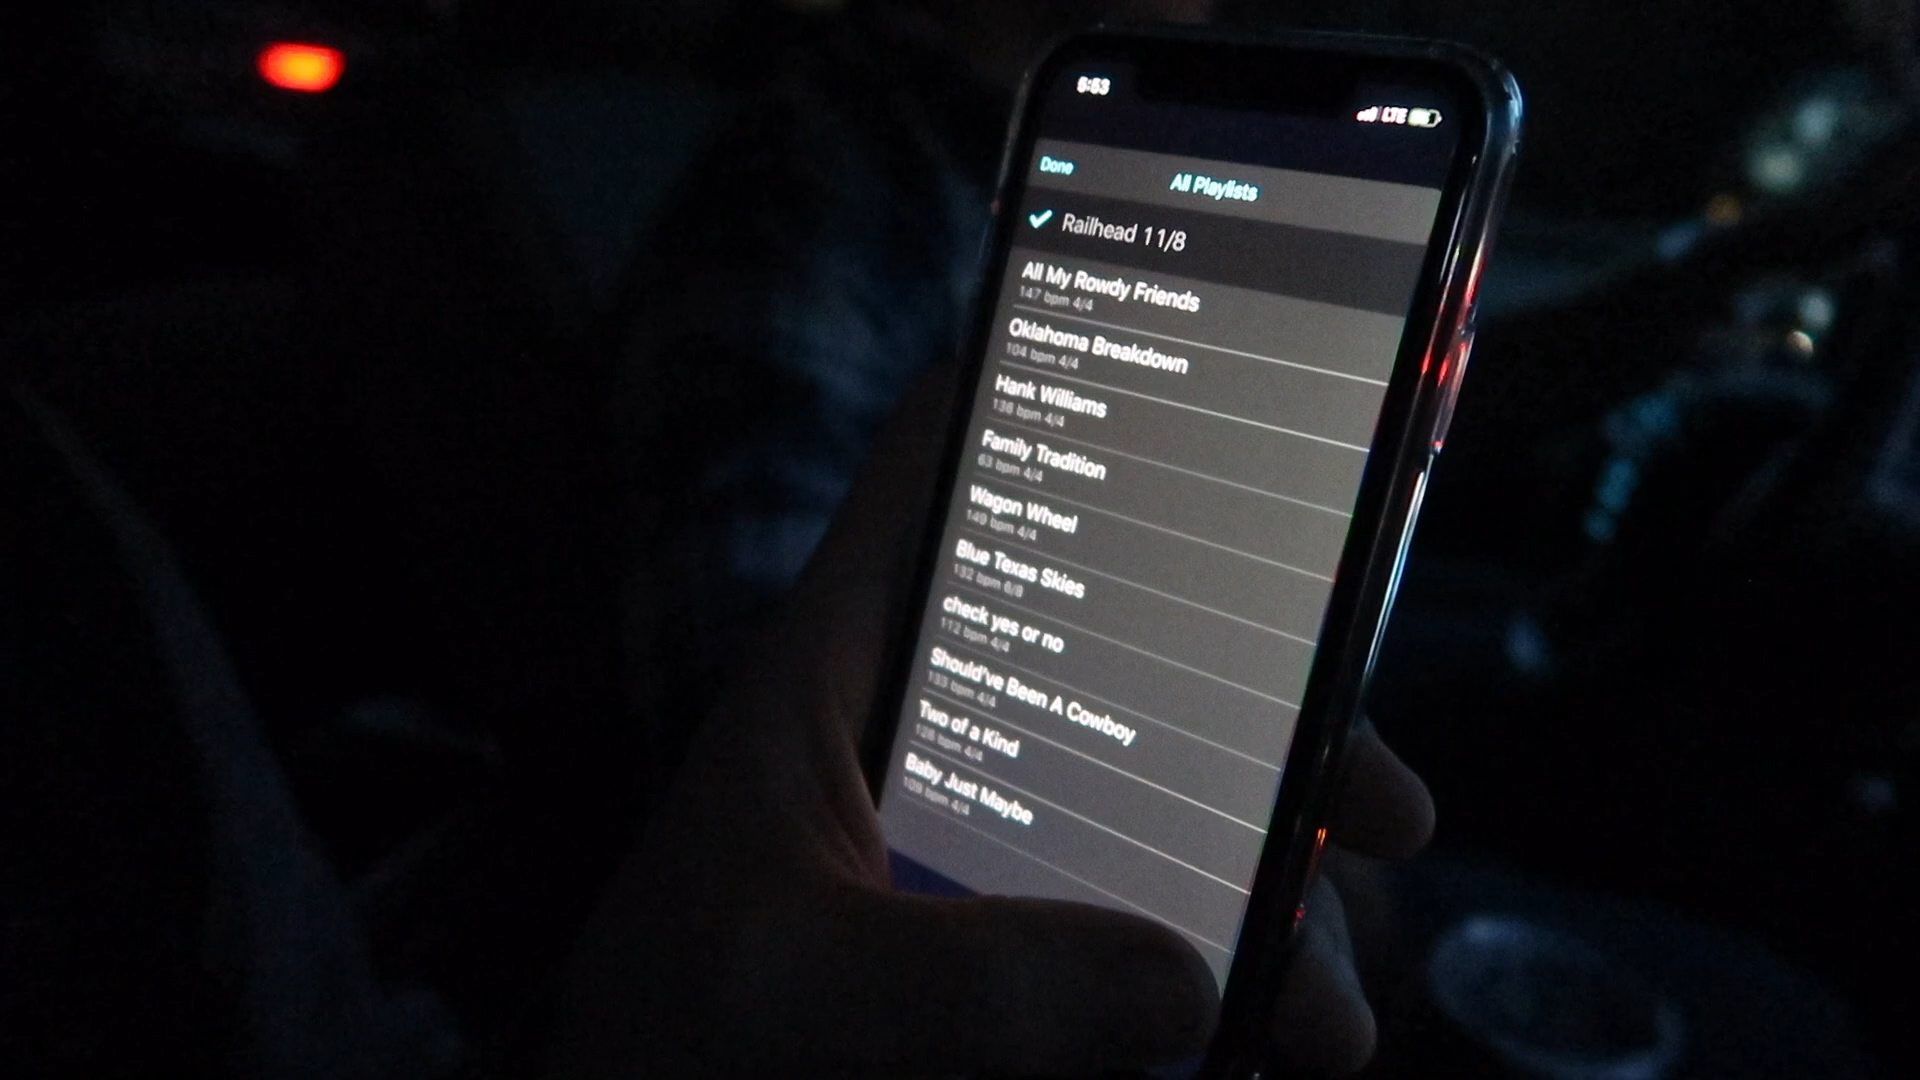 5:53
LTE
Done
All Playlists
Railhead 11/8
All My Rowdy Friends
147 bpm 4/4
Oklahoma Breakdown
104 bpm 4/4
Hank Williams
136 bpm 4/4
Family Tradition
63 bpm 4/4
Wagon Wheel
149 bpm 4/4
Blue Texas Skies
132 bpm 6/8
check yes or no
112 bpm 4/4
Should've Been A Cowboy
133 bpm 4/4
Two of a Kind
126 bpm 4/4
Baby Just Maybe
109 bpm 4/4